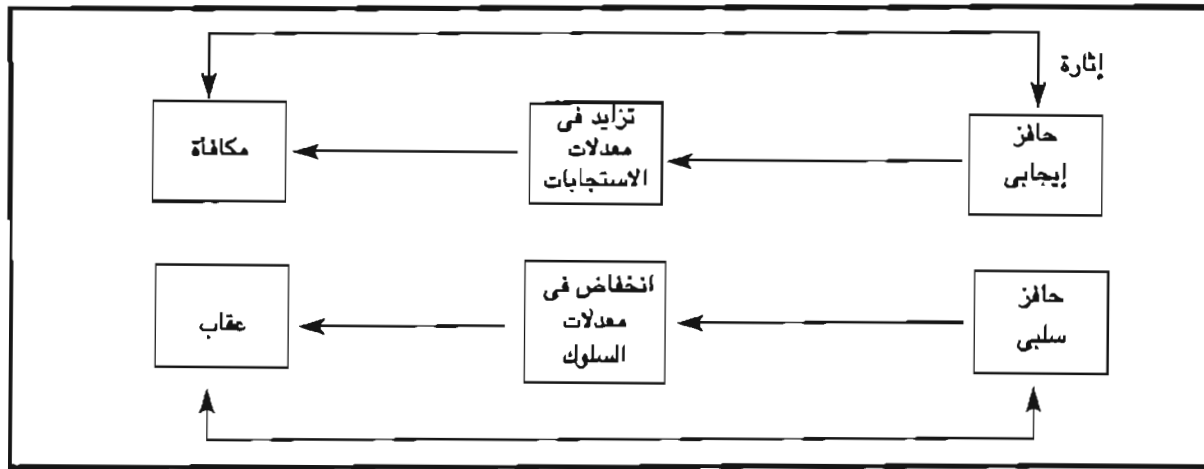 إثارة
حافز
إيجابى
تزايد فى
معدلات
الاستجابات
مكافأة
حافز
سلبى
انخفاض فى
معدلات
السلوك
عقاب